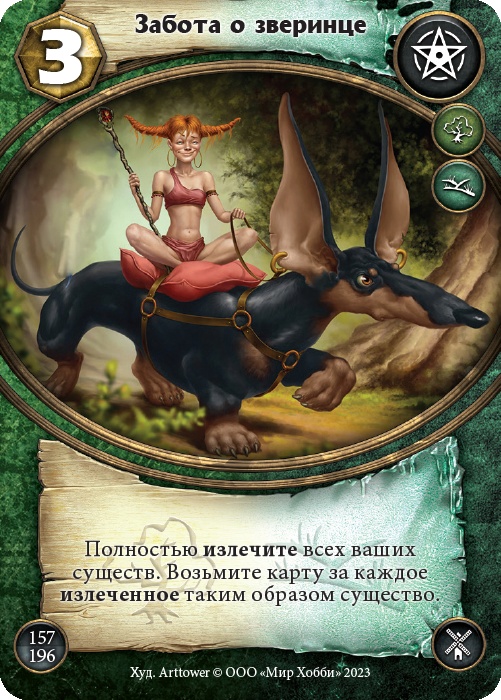 3
Забота о зверинце
Полностью излечите всех ваших
существ. Возьмите карту за каждое
излеченное таким образом существо.
157
196
Худ. Arttower © ООО «Мир Хобби» 2023